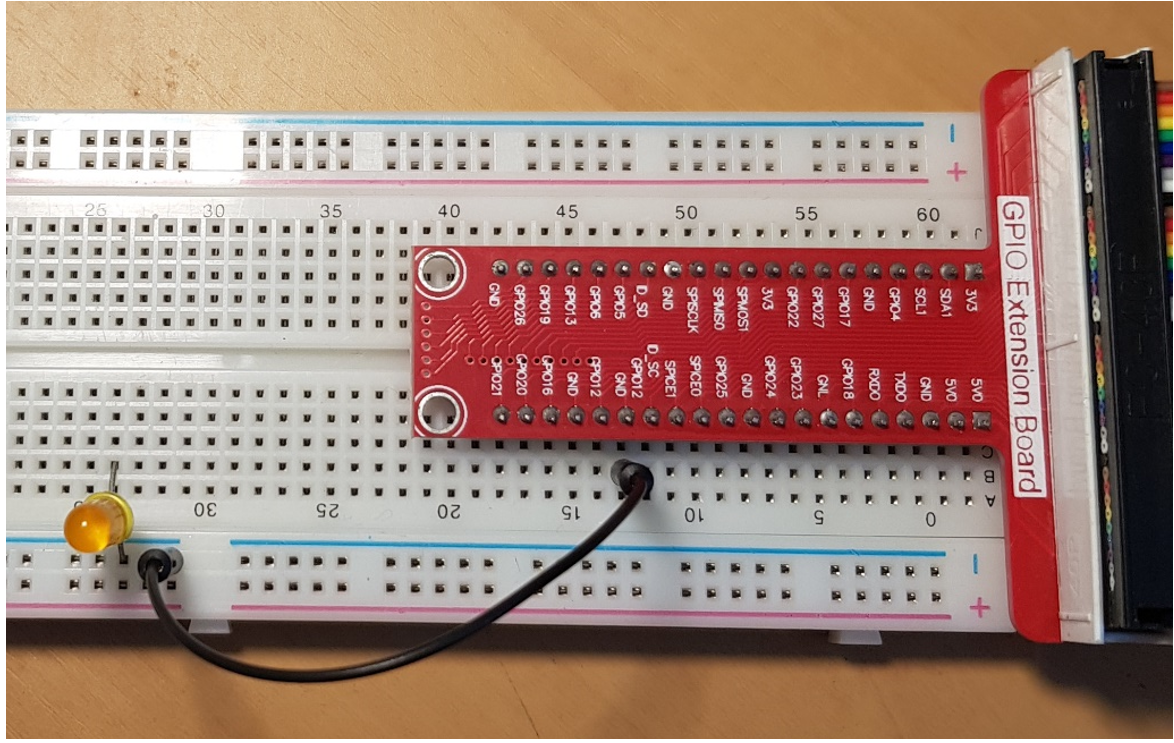 -
+
25 30 35 40 45 50 55 60
J
GND GPIO26 GPIO19 GPIO13 GPIO6 GPIO5 D_S0 GND SPISCLK SPIMISO SPIMOSI 3V3 GPIO22 GPIO27 GPIO17 GND GPIO4 SCL1 SDA1 3V3
GPIO21 GPIO20 GPIO16 GND GPIO12 GND GPIO12 D_SC SPICE1 SPICE0 GPIO25 GND GPIO24 GPIO23 GNL GPIO18 RXD0 TXD0 GND 5V0 5V0
GPIO Extension Board
C
B
A
30 25 20 15 10 5 0
-
+